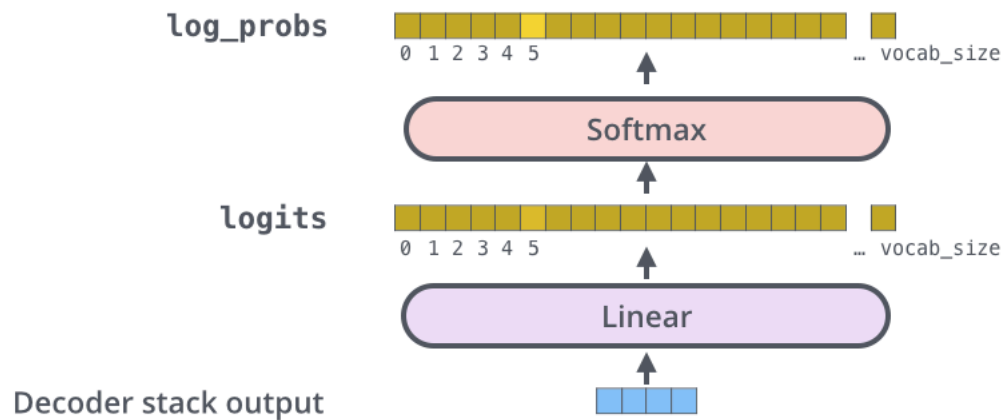 log_probs
0 1 2 3 4 5 … vocab_size
Softmax
logits
0 1 2 3 4 5 … vocab_size
Linear
Decoder stack output